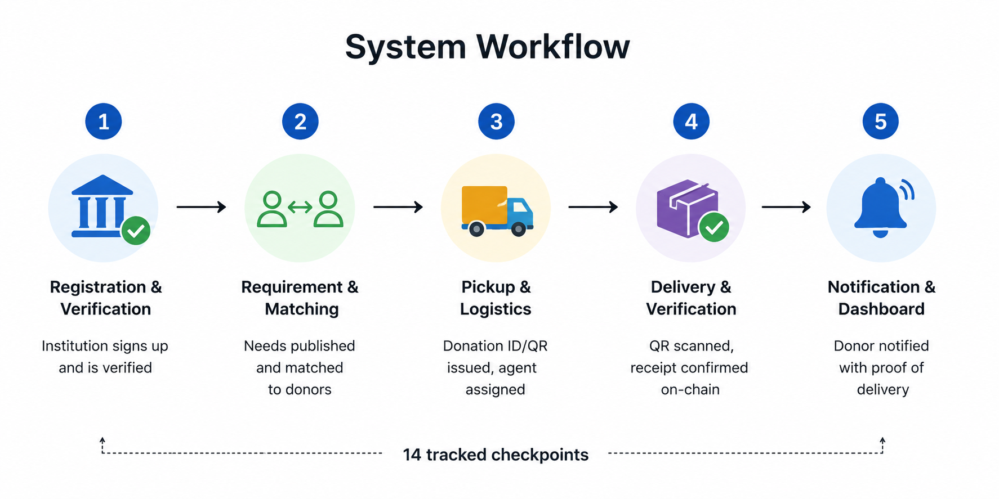 System Workflow
1
2
3
4
5
Registration &
Verification
Institution signs up
and is verified
Requirement &
Matching
Needs published
and matched
to donors
Pickup &
Logistics
Donation ID/QR
issued, agent
assigned
Delivery &
Verification
QR scanned,
receipt confirmed
on-chain
Notification &
Dashboard
Donor notified
with proof of
delivery
14 tracked checkpoints